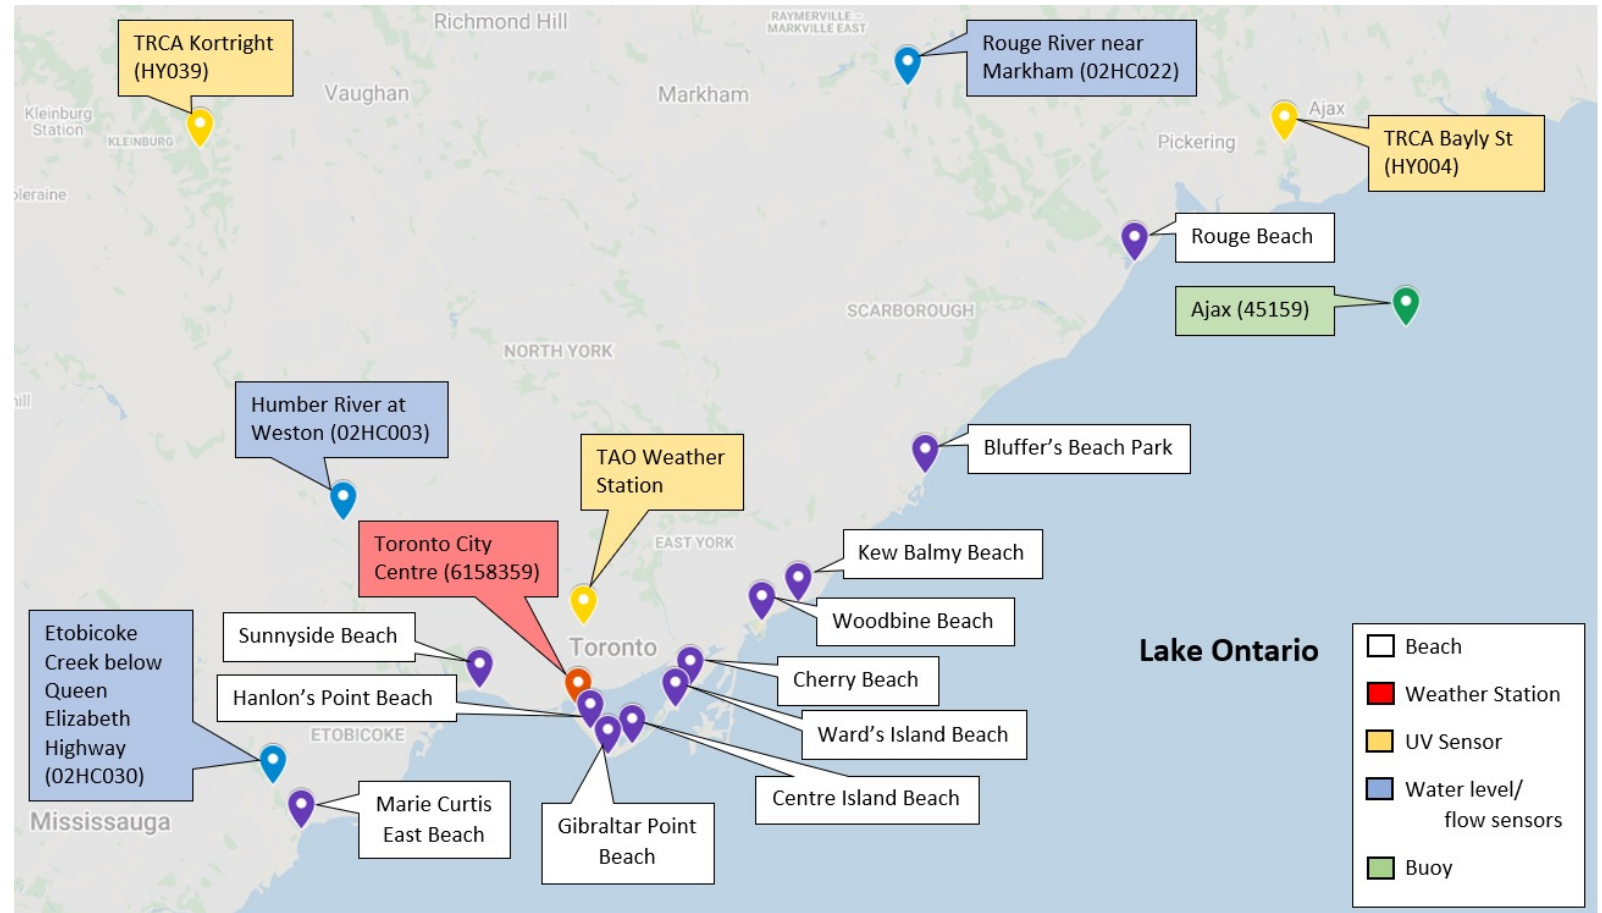 Richmond Hill
RAYMERVILLE –
MARKVILLE EAST
TRCA Kortright
(HY039)
Rouge River near
Markham (02HC022)
Vaughan
Markham
Kleinburg
Station
KLEINBURG
Ajax
Pickering
TRCA Bayly St
(HY004)
Rouge Beach
Ajax (45159)
SCARBOROUGH
NORTH YORK
Humber River at
Weston (02HC003)
TAO Weather
Station
Bluffer's Beach Park
Toronto City
Centre (6158359)
EAST YORK
Kew Balmy Beach
Woodbine Beach
Etobicoke
Creek below
Queen
Elizabeth
Highway
(02HC030)
Sunnyside Beach
Toronto
Lake Ontario
Cherry Beach
Hanlon's Point Beach
Ward's Island Beach
ETOBICOKE
Centre Island Beach
Marie Curtis
East Beach
Gibraltar Point
Beach
Mississauga
Beach
Weather Station
UV Sensor
Water level/
flow sensors
Buoy